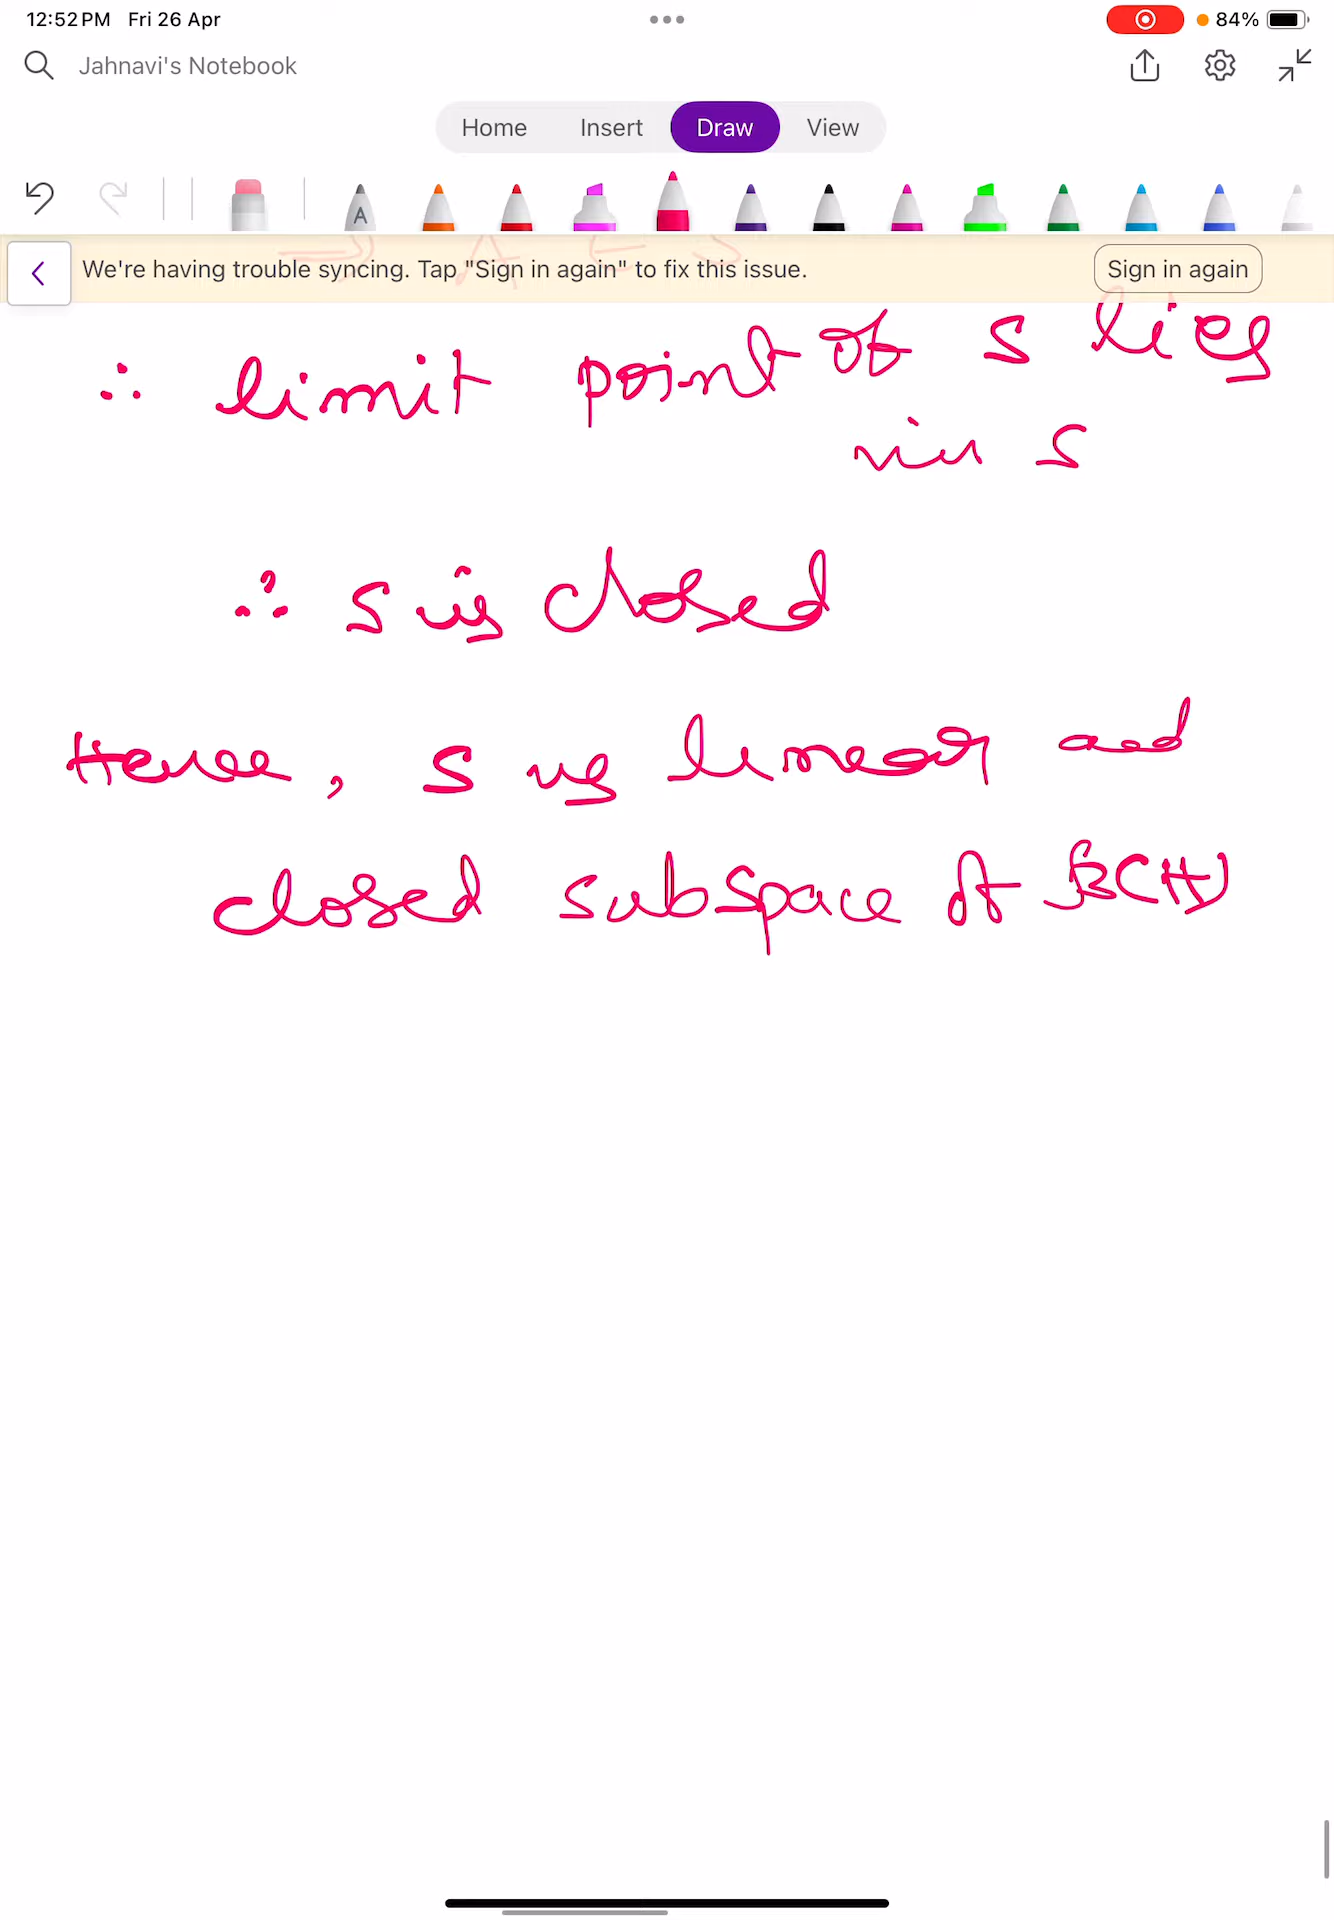 12:52 PM Fri 26 Apr
84%
Jahnavi's Notebook
Home Insert Draw View
A
⇒ A E S
We're having trouble syncing. Tap "Sign in again" to fix this issue.
Sign in again
∴ limit point of S lies
in S
∴ S is closed
Hence, S is linear and
closed subspace of B(H)